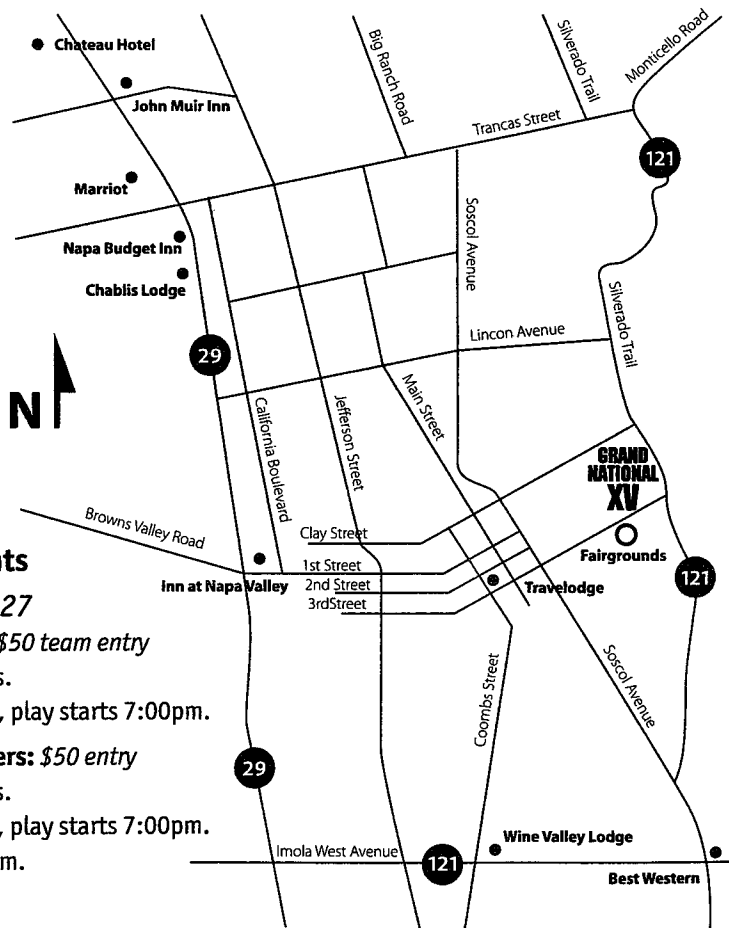 Chateau Hotel
John Muir Inn
Big Ranch Road
Silverado Trail
Monticello Road
Trancas Street
121
Marriot
Napa Budget Inn
Chablis Lodge
Soscol Avenue
Silverado Trail
Lincon Avenue
29
N
California Boulevard
Jefferson Street
Main Street
GRAND
NATIONAL
XV
Fairgrounds
Browns Valley Road
Clay Street
1st Street
2nd Street
3rdStreet
Inn at Napa Valley
Travelodge
121
27
$50 team entry
s.
, play starts 7:00pm.
ers: $50 entry
s.
, play starts 7:00pm.
m.
Coombs Street
Soscol Avenue
29
Imola West Avenue
121
Wine Valley Lodge
Best Western